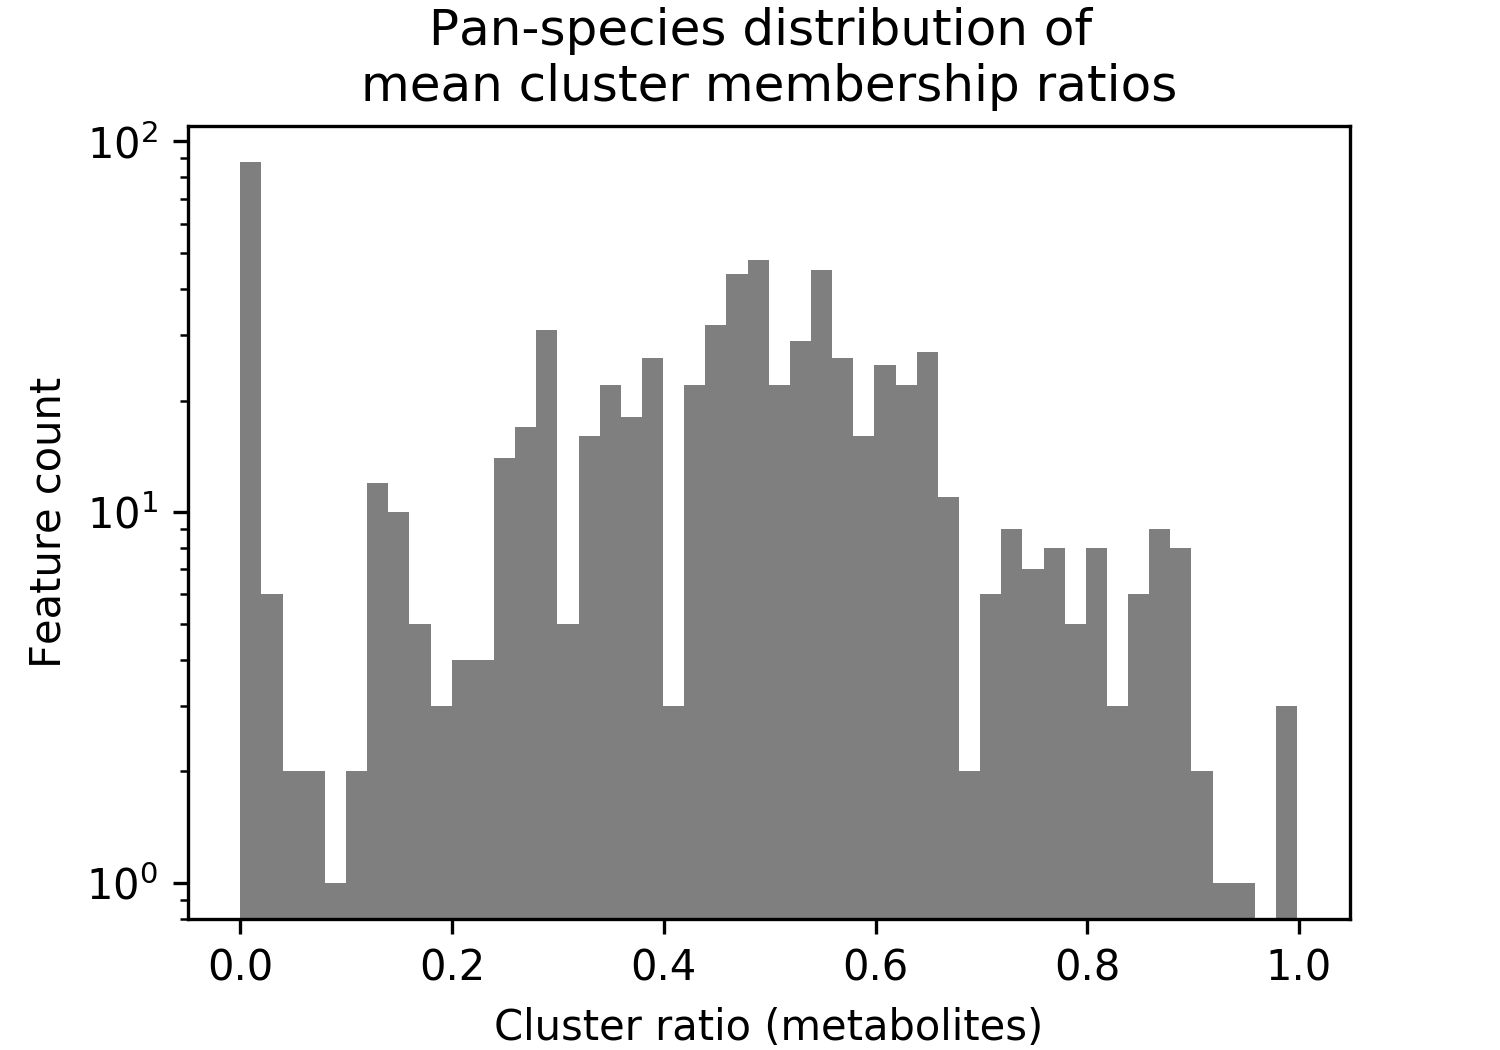 Pan-species distribution of
mean cluster membership ratios
10²
10¹
10⁰
Feature count
0.0 0.2 0.4 0.6 0.8 1.0
Cluster ratio (metabolites)